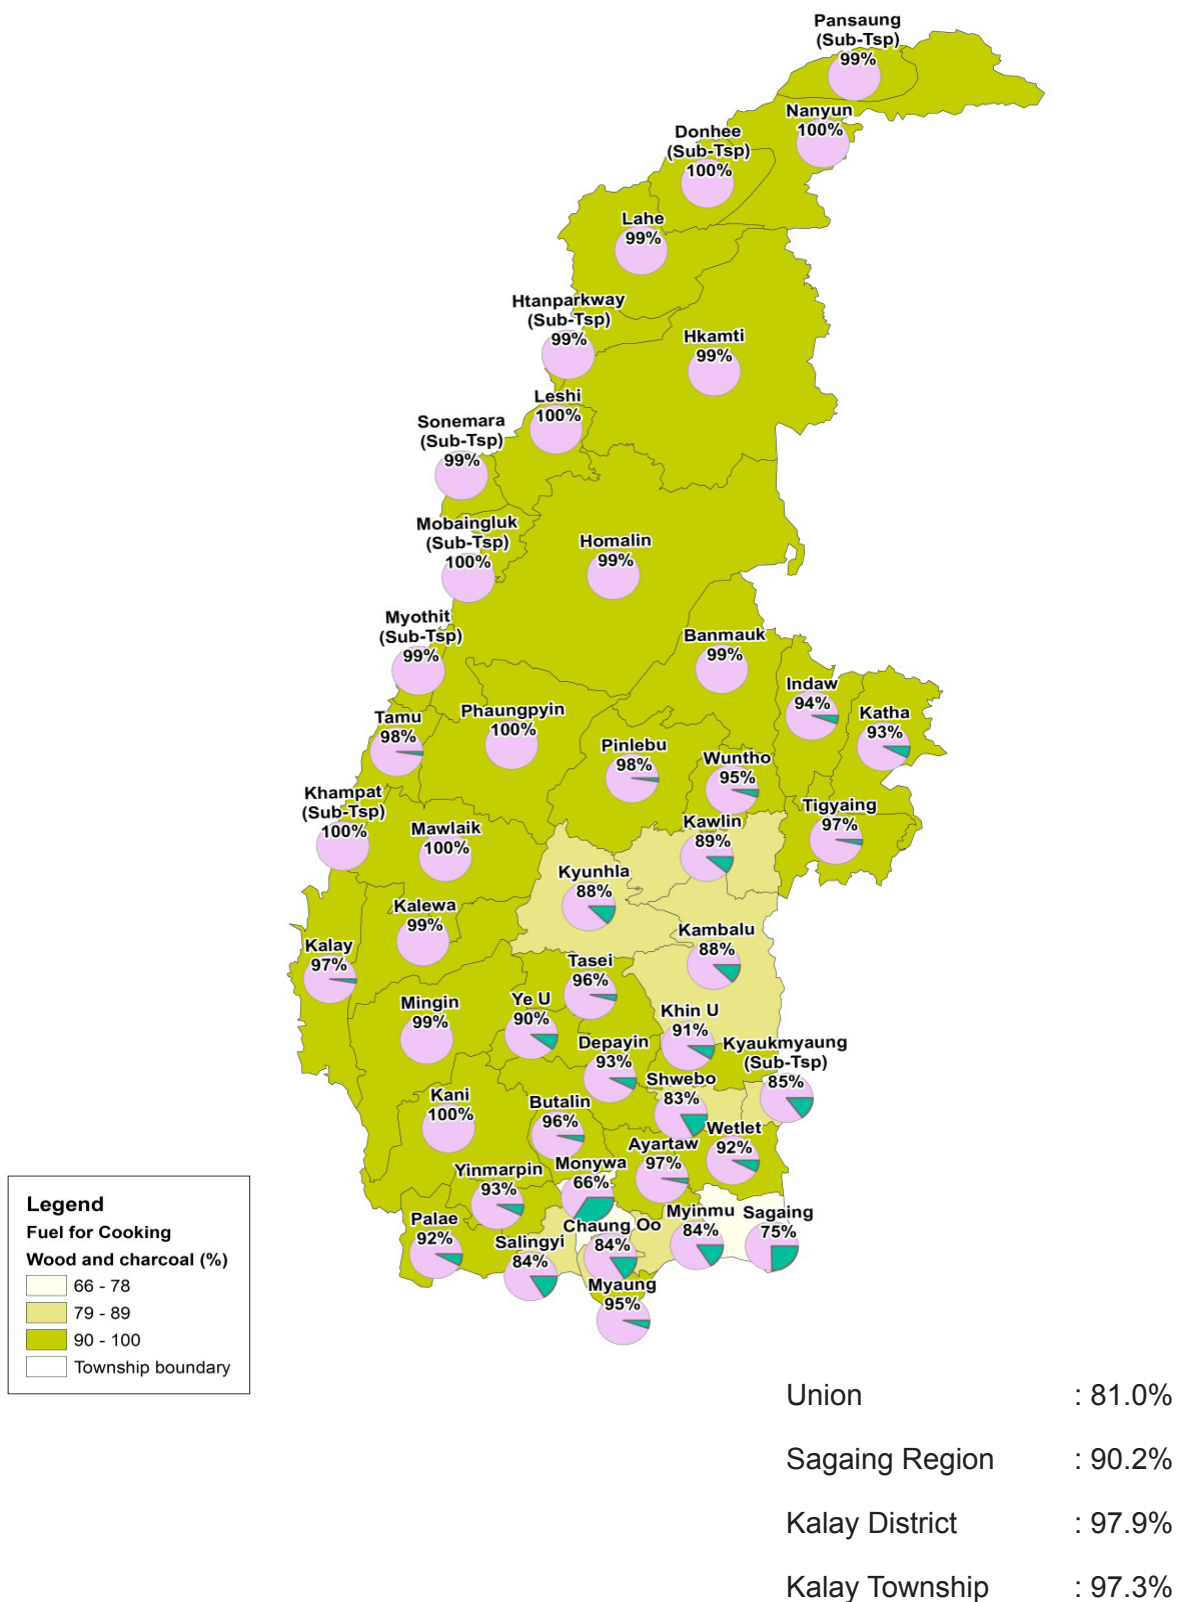 Pansaung
(Sub-Tsp)
99%
Nanyun
100%
Donhee
(Sub-Tsp)
100%
Lahe
99%
Htanparkway
(Sub-Tsp)
99%
Hkamti
99%
Leshi
100%
Sonemara
(Sub-Tsp)
99%
Mobaingluk
(Sub-Tsp)
100%
Homalin
99%
Myothit
(Sub-Tsp)
99%
Banmauk
99%
Indaw
94%
Katha
93%
Tamu
98%
Phaungpyin
100%
Pinlebu
98%
Wuntho
95%
Tigyaing
97%
Khampat
(Sub-Tsp)
100%
Mawlaik
100%
Kawlin
89%
Kyunhla
88%
Kalewa
99%
Kambalu
88%
Kalay
97%
Tasei
96%
Mingin
99%
Ye U
90%
Khin U
91%
Kyaukmyaung
(Sub-Tsp)
85%
Depayin
93%
Shwebo
83%
Kani
100%
Butalin
96%
Wetlet
92%
Ayartaw
97%
Monywa
66%
Yinmarpin
93%
Palae
92%
Salingyi
84%
Chaung Oo
84%
Myinmu
84%
Sagaing
75%
Myaung
95%
Legend
Fuel for Cooking
Wood and charcoal (%)
66 - 78
79 - 89
90 - 100
Township boundary
Union : 81.0%
Sagaing Region : 90.2%
Kalay District : 97.9%
Kalay Township : 97.3%